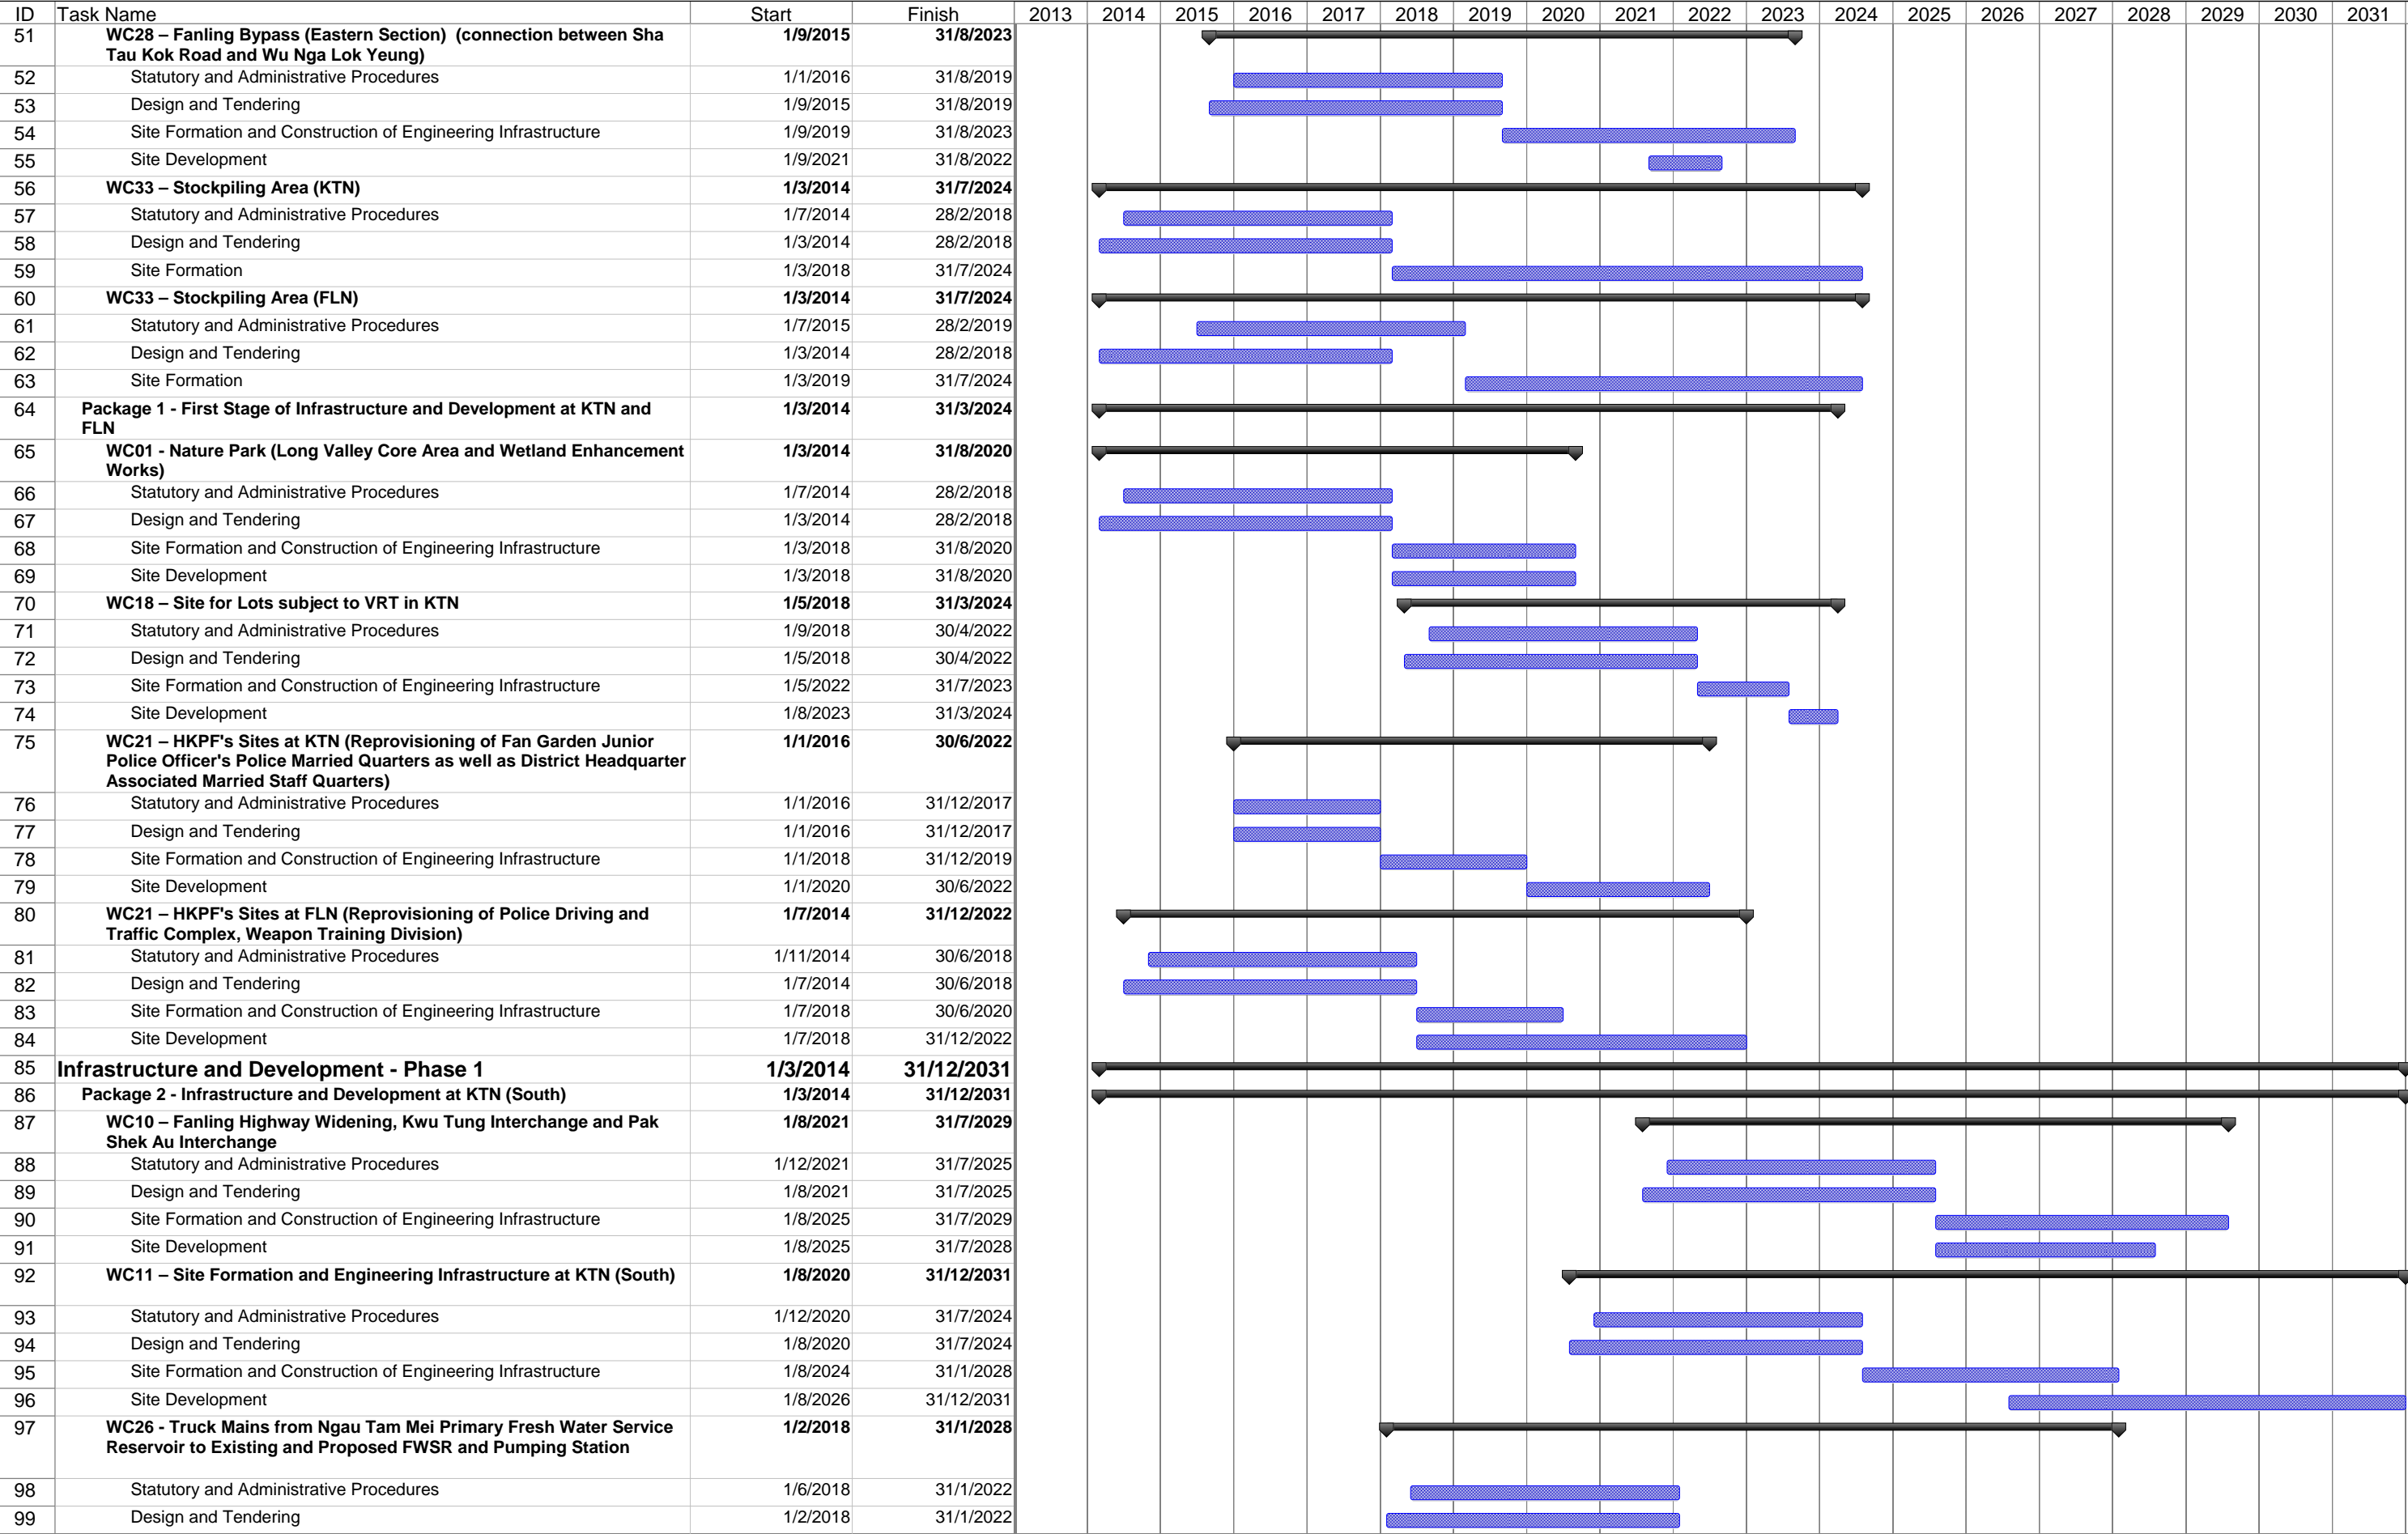 ID Task Name Start Finish 2013 2014 2015 2016 2017 2018 2019 2020 2021 2022 2023 2024 2025 2026 2027 2028 2029 2030 2031
51 WC28 – Fanling Bypass (Eastern Section) (connection between Sha 1/9/2015 31/8/2023
Tau Kok Road and Wu Nga Lok Yeung)
52 Statutory and Administrative Procedures 1/1/2016 31/8/2019
53 Design and Tendering 1/9/2015 31/8/2019
54 Site Formation and Construction of Engineering Infrastructure 1/9/2019 31/8/2023
55 Site Development 1/9/2021 31/8/2022
56 WC33 – Stockpiling Area (KTN) 1/3/2014 31/7/2024
57 Statutory and Administrative Procedures 1/7/2014 28/2/2018
58 Design and Tendering 1/3/2014 28/2/2018
59 Site Formation 1/3/2018 31/7/2024
60 WC33 – Stockpiling Area (FLN) 1/3/2014 31/7/2024
61 Statutory and Administrative Procedures 1/7/2015 28/2/2019
62 Design and Tendering 1/3/2014 28/2/2018
63 Site Formation 1/3/2019 31/7/2024
64 Package 1 - First Stage of Infrastructure and Development at KTN and 1/3/2014 31/3/2024
FLN
65 WC01 - Nature Park (Long Valley Core Area and Wetland Enhancement 1/3/2014 31/8/2020
Works)
66 Statutory and Administrative Procedures 1/7/2014 28/2/2018
67 Design and Tendering 1/3/2014 28/2/2018
68 Site Formation and Construction of Engineering Infrastructure 1/3/2018 31/8/2020
69 Site Development 1/3/2018 31/8/2020
70 WC18 – Site for Lots subject to VRT in KTN 1/5/2018 31/3/2024
71 Statutory and Administrative Procedures 1/9/2018 30/4/2022
72 Design and Tendering 1/5/2018 30/4/2022
73 Site Formation and Construction of Engineering Infrastructure 1/5/2022 31/7/2023
74 Site Development 1/8/2023 31/3/2024
75 WC21 – HKPF's Sites at KTN (Reprovisioning of Fan Garden Junior 1/1/2016 30/6/2022
Police Officer's Police Married Quarters as well as District Headquarter
Associated Married Staff Quarters)
76 Statutory and Administrative Procedures 1/1/2016 31/12/2017
77 Design and Tendering 1/1/2016 31/12/2017
78 Site Formation and Construction of Engineering Infrastructure 1/1/2018 31/12/2019
79 Site Development 1/1/2020 30/6/2022
80 WC21 – HKPF's Sites at FLN (Reprovisioning of Police Driving and 1/7/2014 31/12/2022
Traffic Complex, Weapon Training Division)
81 Statutory and Administrative Procedures 1/11/2014 30/6/2018
82 Design and Tendering 1/7/2014 30/6/2018
83 Site Formation and Construction of Engineering Infrastructure 1/7/2018 30/6/2020
84 Site Development 1/7/2018 31/12/2022
85 Infrastructure and Development - Phase 1 1/3/2014 31/12/2031
86 Package 2 - Infrastructure and Development at KTN (South) 1/3/2014 31/12/2031
87 WC10 – Fanling Highway Widening, Kwu Tung Interchange and Pak 1/8/2021 31/7/2029
Shek Au Interchange
88 Statutory and Administrative Procedures 1/12/2021 31/7/2025
89 Design and Tendering 1/8/2021 31/7/2025
90 Site Formation and Construction of Engineering Infrastructure 1/8/2025 31/7/2029
91 Site Development 1/8/2025 31/7/2028
92 WC11 – Site Formation and Engineering Infrastructure at KTN (South) 1/8/2020 31/12/2031
93 Statutory and Administrative Procedures 1/12/2020 31/7/2024
94 Design and Tendering 1/8/2020 31/7/2024
95 Site Formation and Construction of Engineering Infrastructure 1/8/2024 31/1/2028
96 Site Development 1/8/2026 31/12/2031
97 WC26 - Truck Mains from Ngau Tam Mei Primary Fresh Water Service 1/2/2018 31/1/2028
Reservoir to Existing and Proposed FWSR and Pumping Station
98 Statutory and Administrative Procedures 1/6/2018 31/1/2022
99 Design and Tendering 1/2/2018 31/1/2022